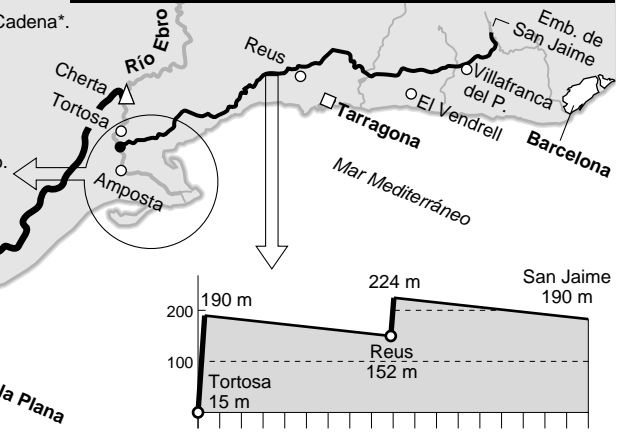 Cadena*.
Río Ebro
Cherta
Tortosa
Amposta
Reus
Tarragona
El Vendrell
Villafranca
del P.
Emb. de
San Jaime
Barcelona
Mar Mediterráneo
la Plana
200
100
190 m
Tortosa
15 m
224 m
Reus
152 m
San Jaime
190 m